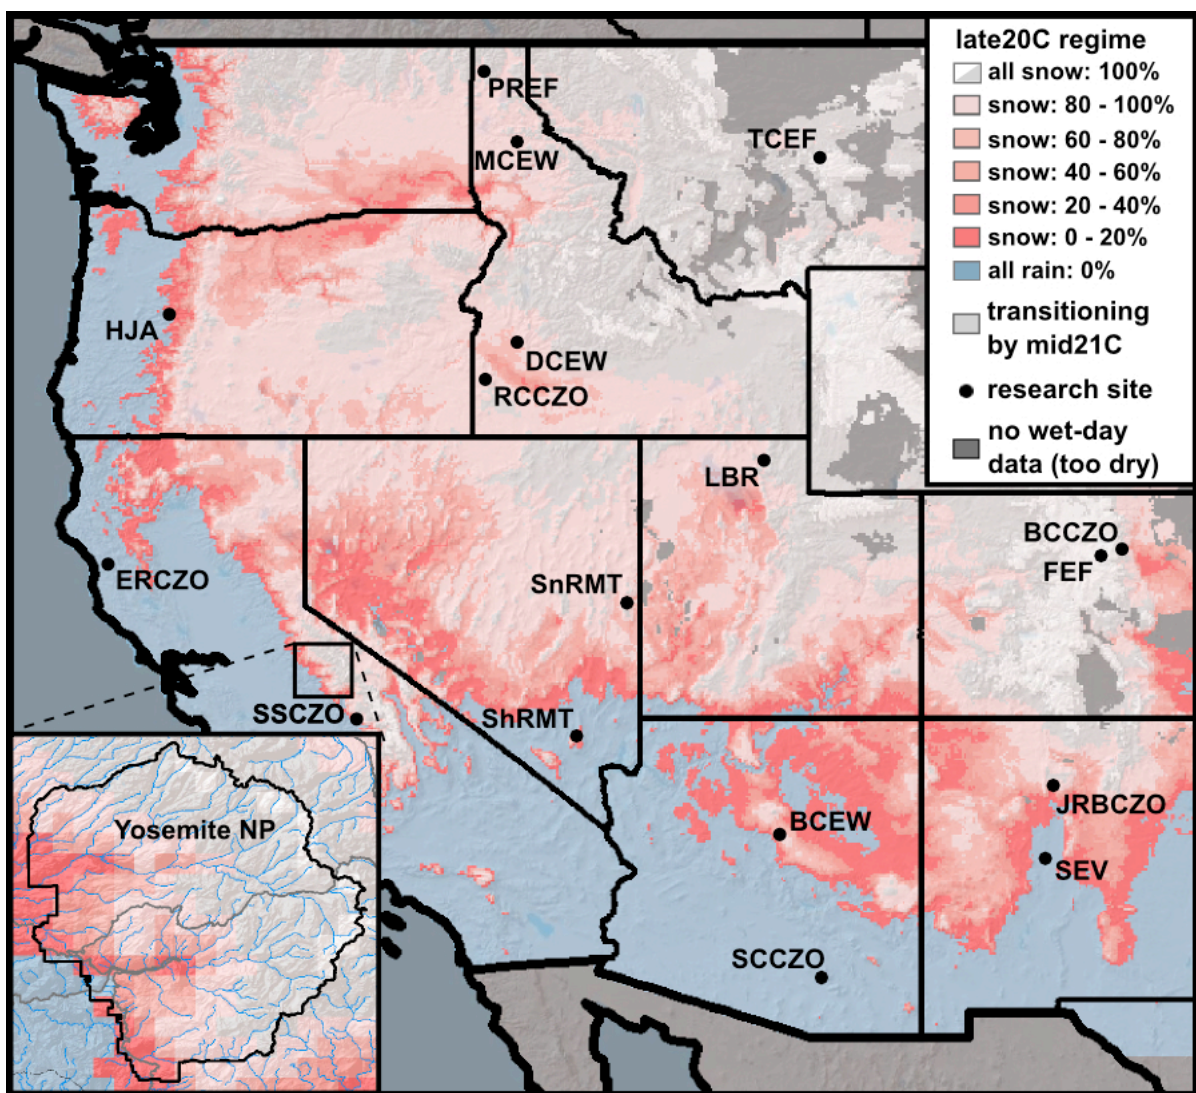 late20C regime
all snow: 100%
snow: 80 - 100%
snow: 60 - 80%
snow: 40 - 60%
snow: 20 - 40%
snow: 0 - 20%
all rain: 0%
transitioning
by mid21C
research site
no wet-day
data (too dry)
PREF
MCEW
TCEF
HJA
DCEW
RCCZO
LBR
BCCZO
FEF
ERCZO
SnRMT
SSCZO
ShRMT
JRBCZO
BCEW
SEV
SCCZO
Yosemite NP